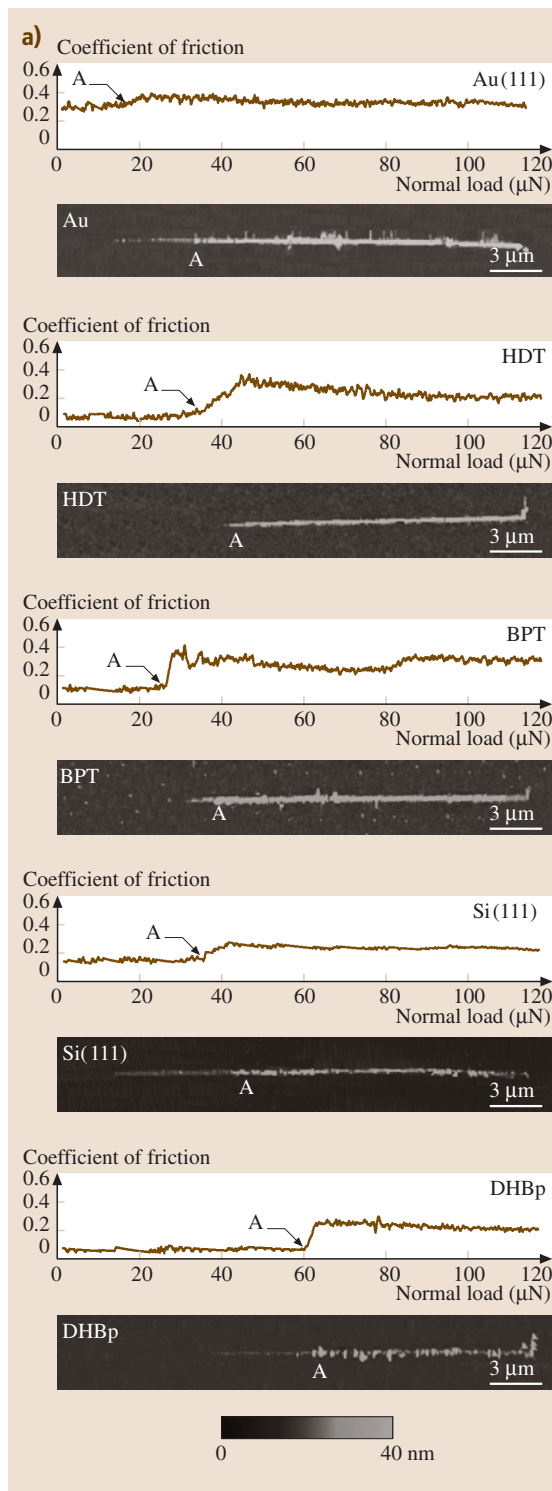 a)
Coefficient of friction
0.6
0.4
0.2
0
A
Au (111)
0 20 40 60 80 100 120
Normal load (µN)
Au
A
3 µm
Coefficient of friction
0.6
0.4
0.2
0
A
HDT
0 20 40 60 80 100 120
Normal load (µN)
HDT
A
3 µm
Coefficient of friction
0.6
0.4
0.2
0
A
BPT
0 20 40 60 80 100 120
Normal load (µN)
BPT
A
3 µm
Coefficient of friction
0.6
0.4
0.2
0
A
Si (111)
0 20 40 60 80 100 120
Normal load (µN)
Si(111)
A
3 µm
Coefficient of friction
0.6
0.4
0.2
0
A
DHBp
0 20 40 60 80 100 120
Normal load (µN)
DHBp
A
3 µm
0 40 nm